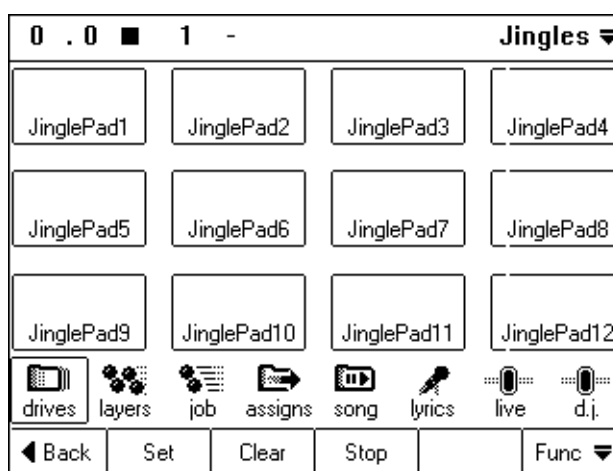 0 .0 ■ 1 - Jingles ▼
JinglePad1 JinglePad2 JinglePad3 JinglePad4
JinglePad5 JinglePad6 JinglePad7 JinglePad8
JinglePad9 JinglePad10 JinglePad11 JinglePad12
drives layers job assigns song lyrics live d.j.
◀ Back Set Clear Stop Func ▼